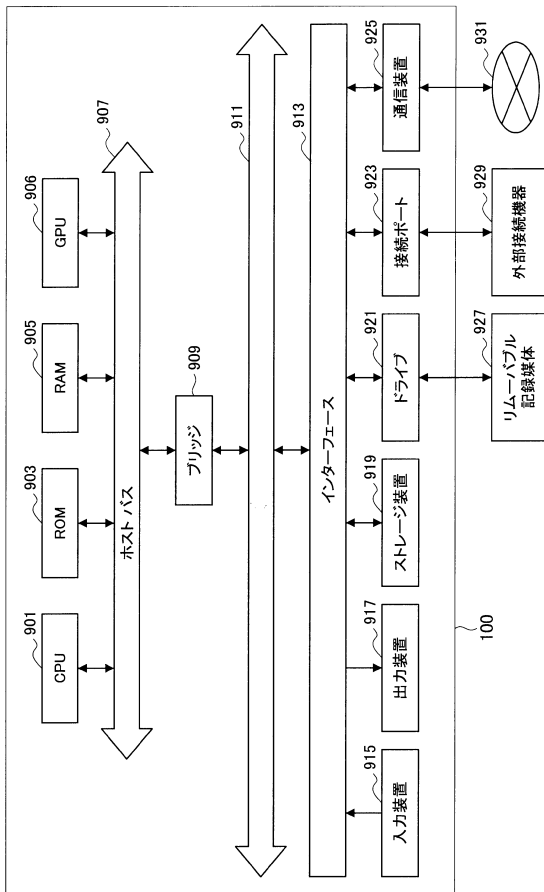 901
903
905
906
CPU
ROM
RAM
GPU
907
ホストバス
909
ブリッジ
911
913
インターフェース
915
917
919
921
923
925
入力装置
出力装置
ストレージ装置
ドライブ
接続ポート
通信装置
100
927
929
931
リムーバブル
記録媒体
外部接続機器